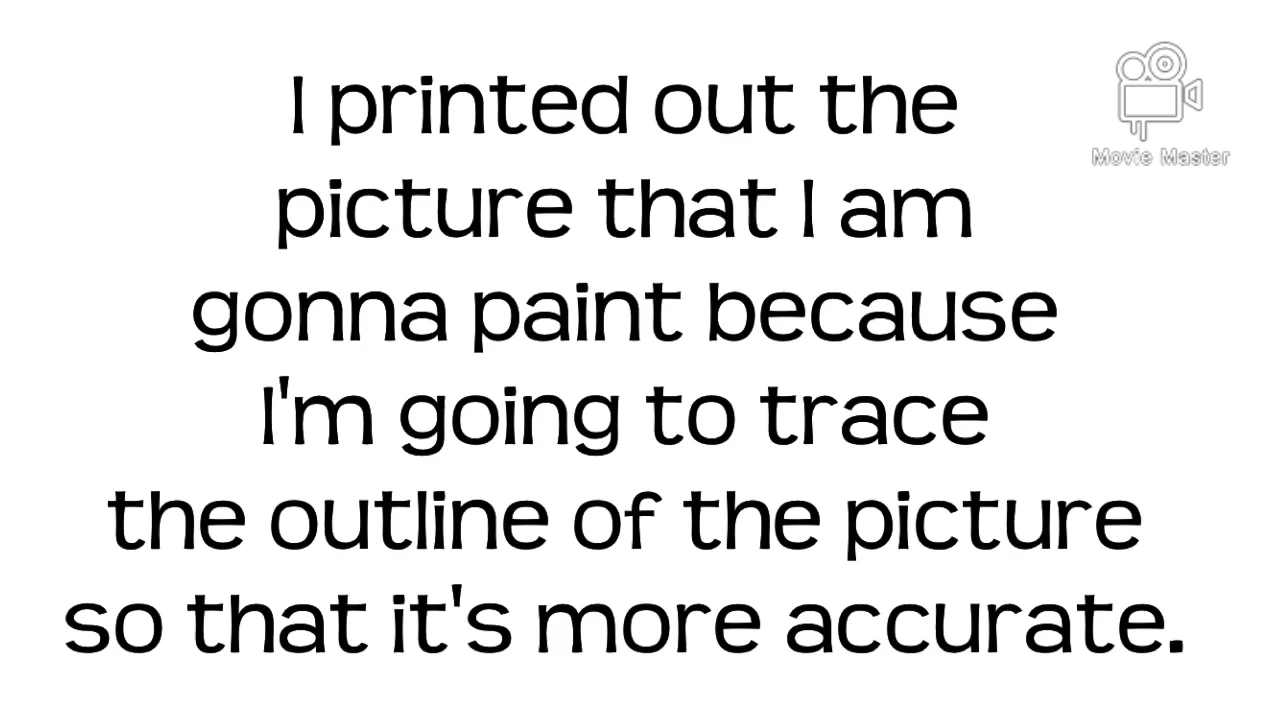 I printed out the
picture that I am
gonna paint because
I'm going to trace
the outline of the picture
so that it's more accurate.
Movie Master